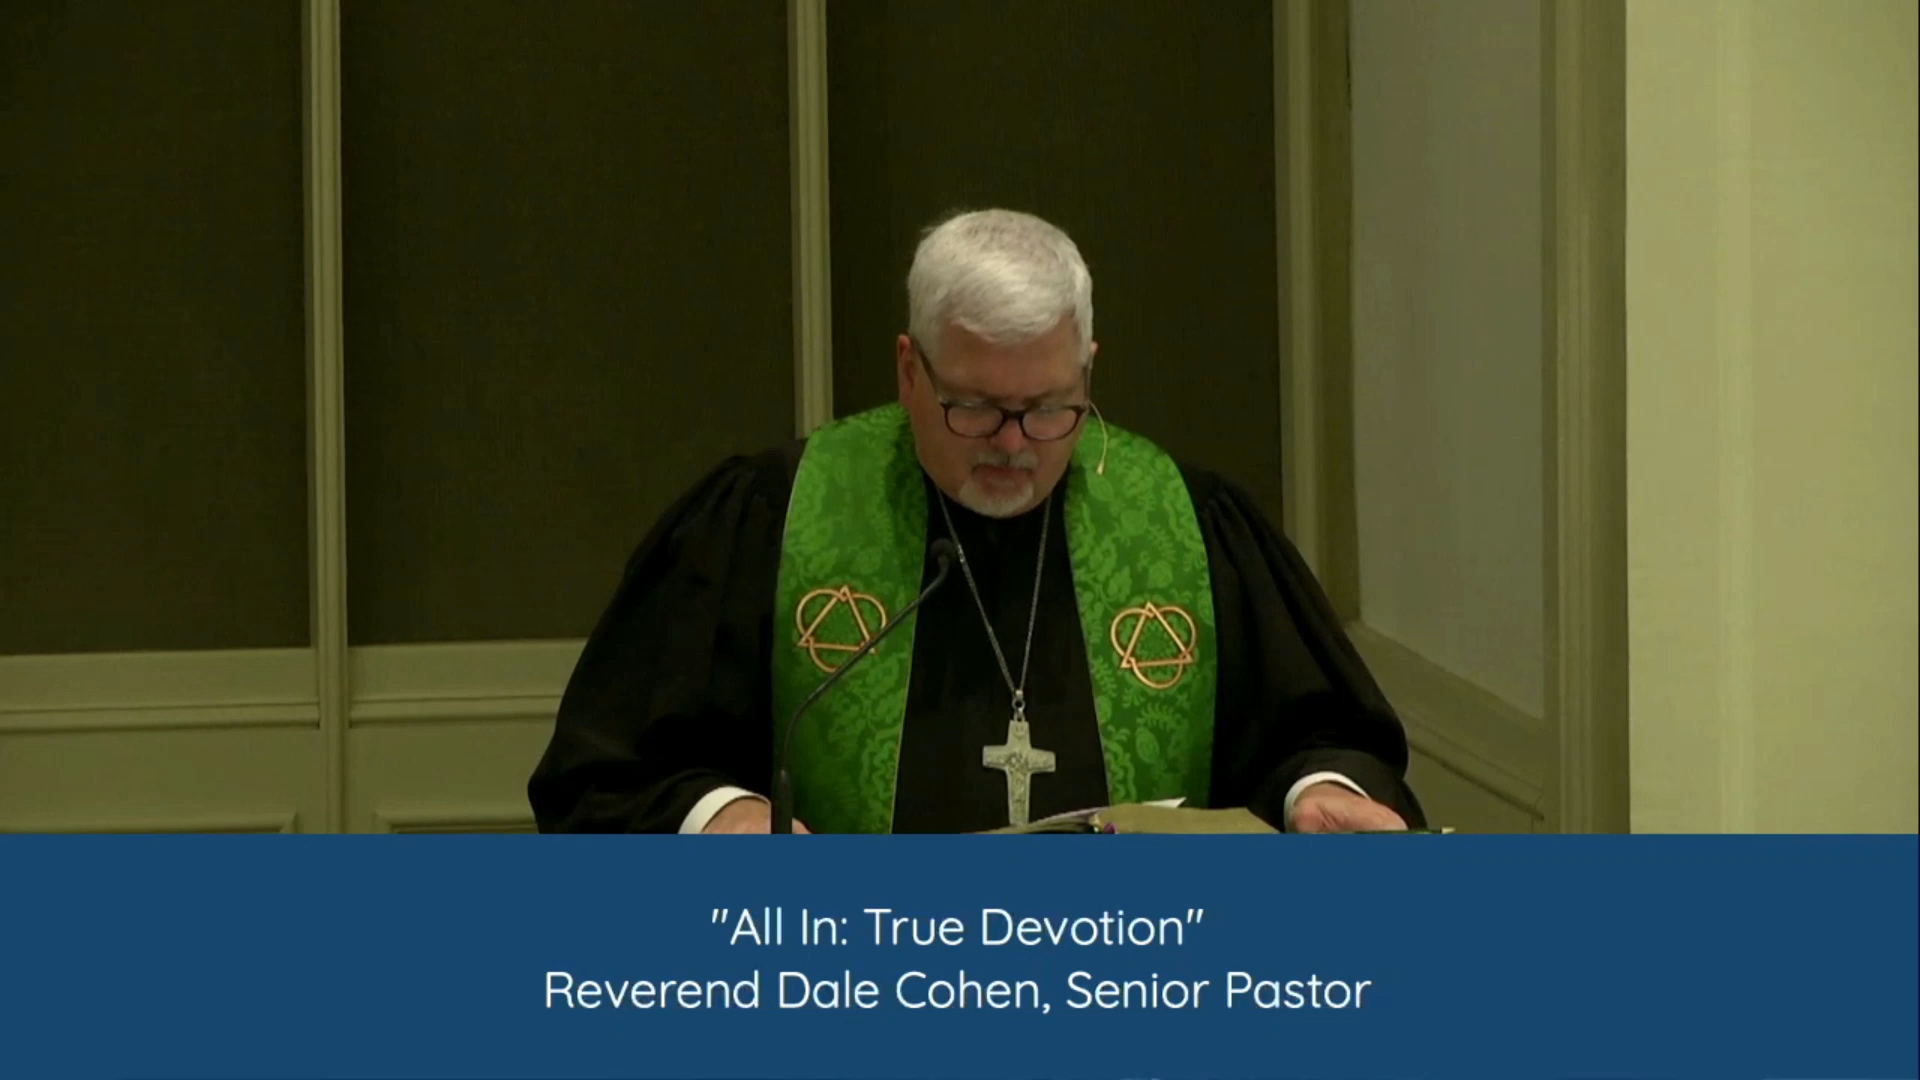 "All In: True Devotion"
Reverend Dale Cohen, Senior Pastor